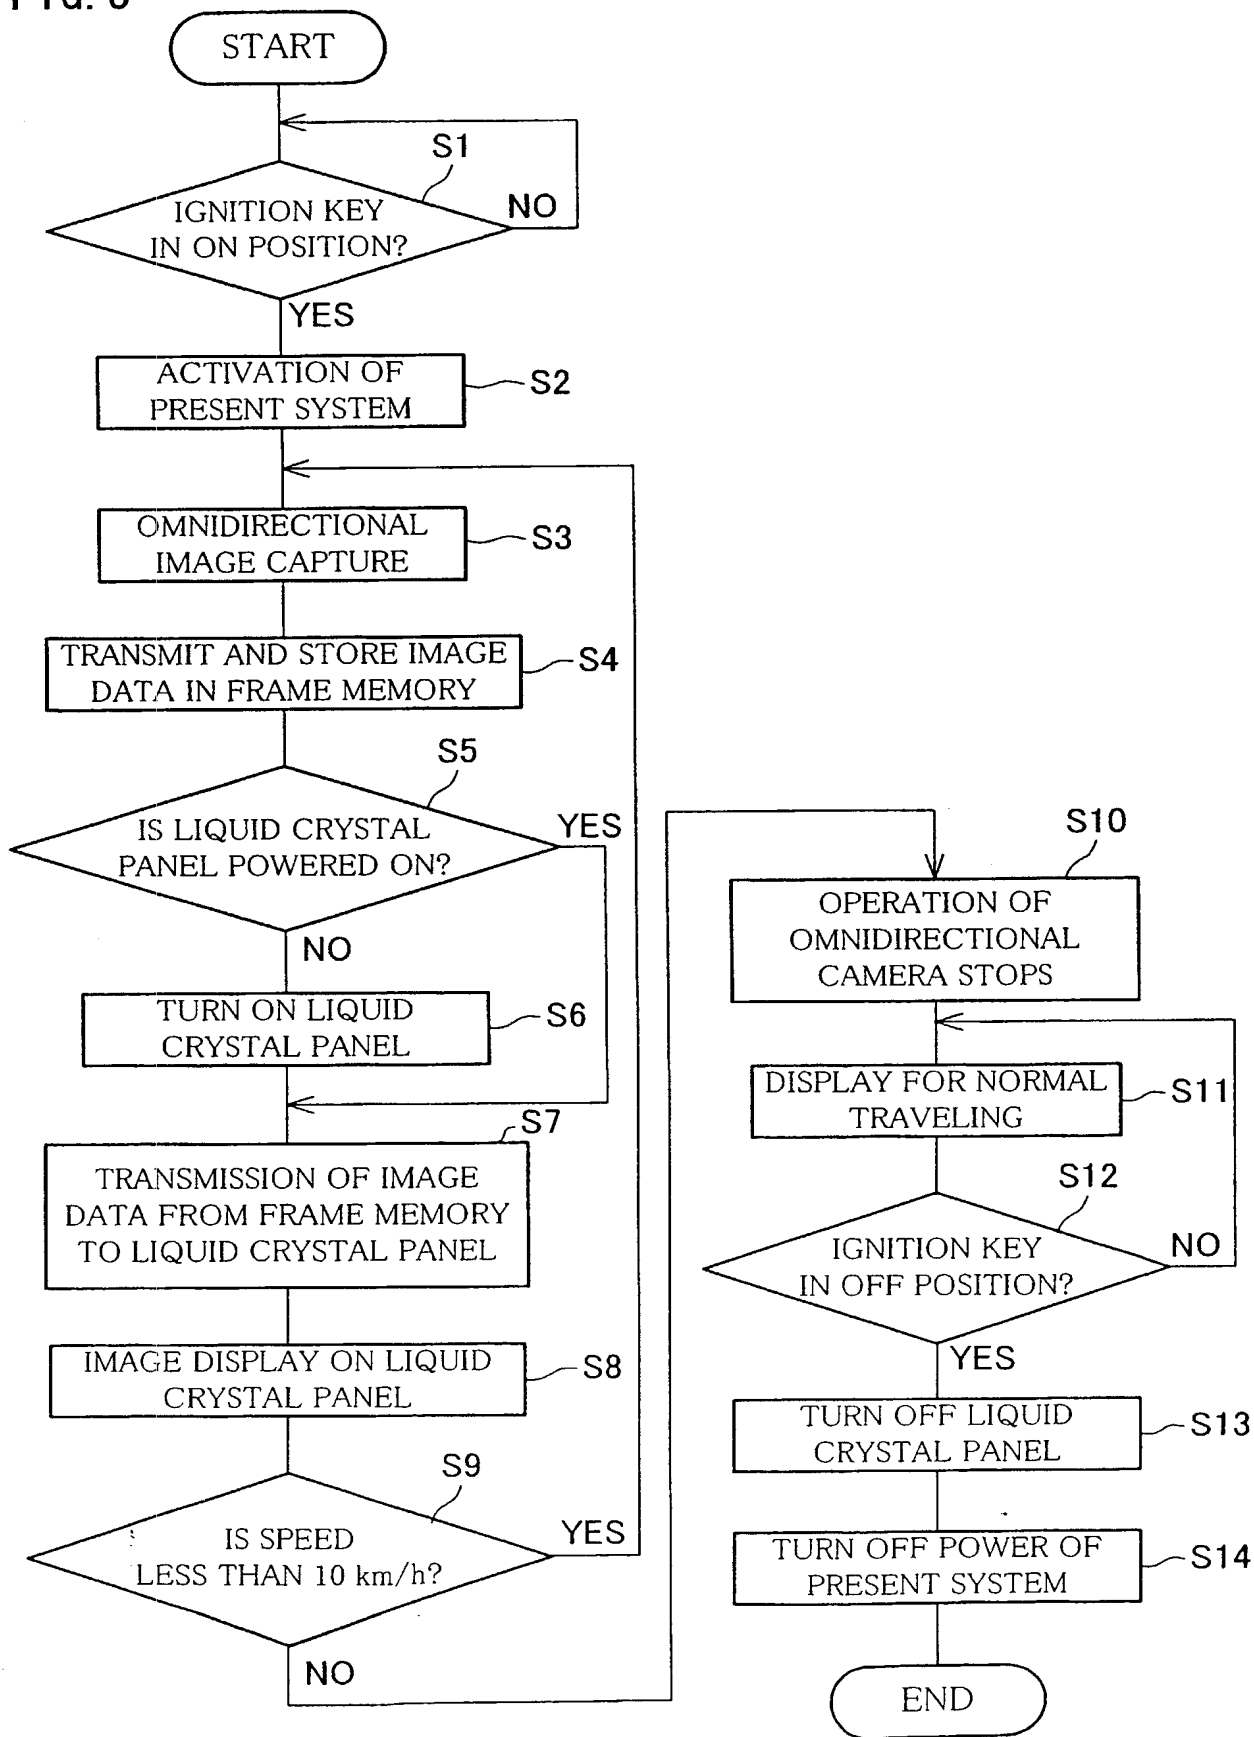 START
S1
IGNITION KEY
IN ON POSITION?
NO
YES
ACTIVATION OF
PRESENT SYSTEM
S2
OMNIDIRECTIONAL
IMAGE CAPTURE
S3
TRANSMIT AND STORE IMAGE
DATA IN FRAME MEMORY
S4
S5
IS LIQUID CRYSTAL
PANEL POWERED ON?
YES
NO
TURN ON LIQUID
CRYSTAL PANEL
S6
S7
TRANSMISSION OF IMAGE
DATA FROM FRAME MEMORY
TO LIQUID CRYSTAL PANEL
IMAGE DISPLAY ON LIQUID
CRYSTAL PANEL
S8
S9
IS SPEED
LESS THAN 10 km/h?
YES
NO
S10
OPERATION OF
OMNIDIRECTIONAL
CAMERA STOPS
DISPLAY FOR NORMAL
TRAVELING
S11
S12
IGNITION KEY
IN OFF POSITION?
NO
YES
TURN OFF LIQUID
CRYSTAL PANEL
S13
TURN OFF POWER OF
PRESENT SYSTEM
S14
END